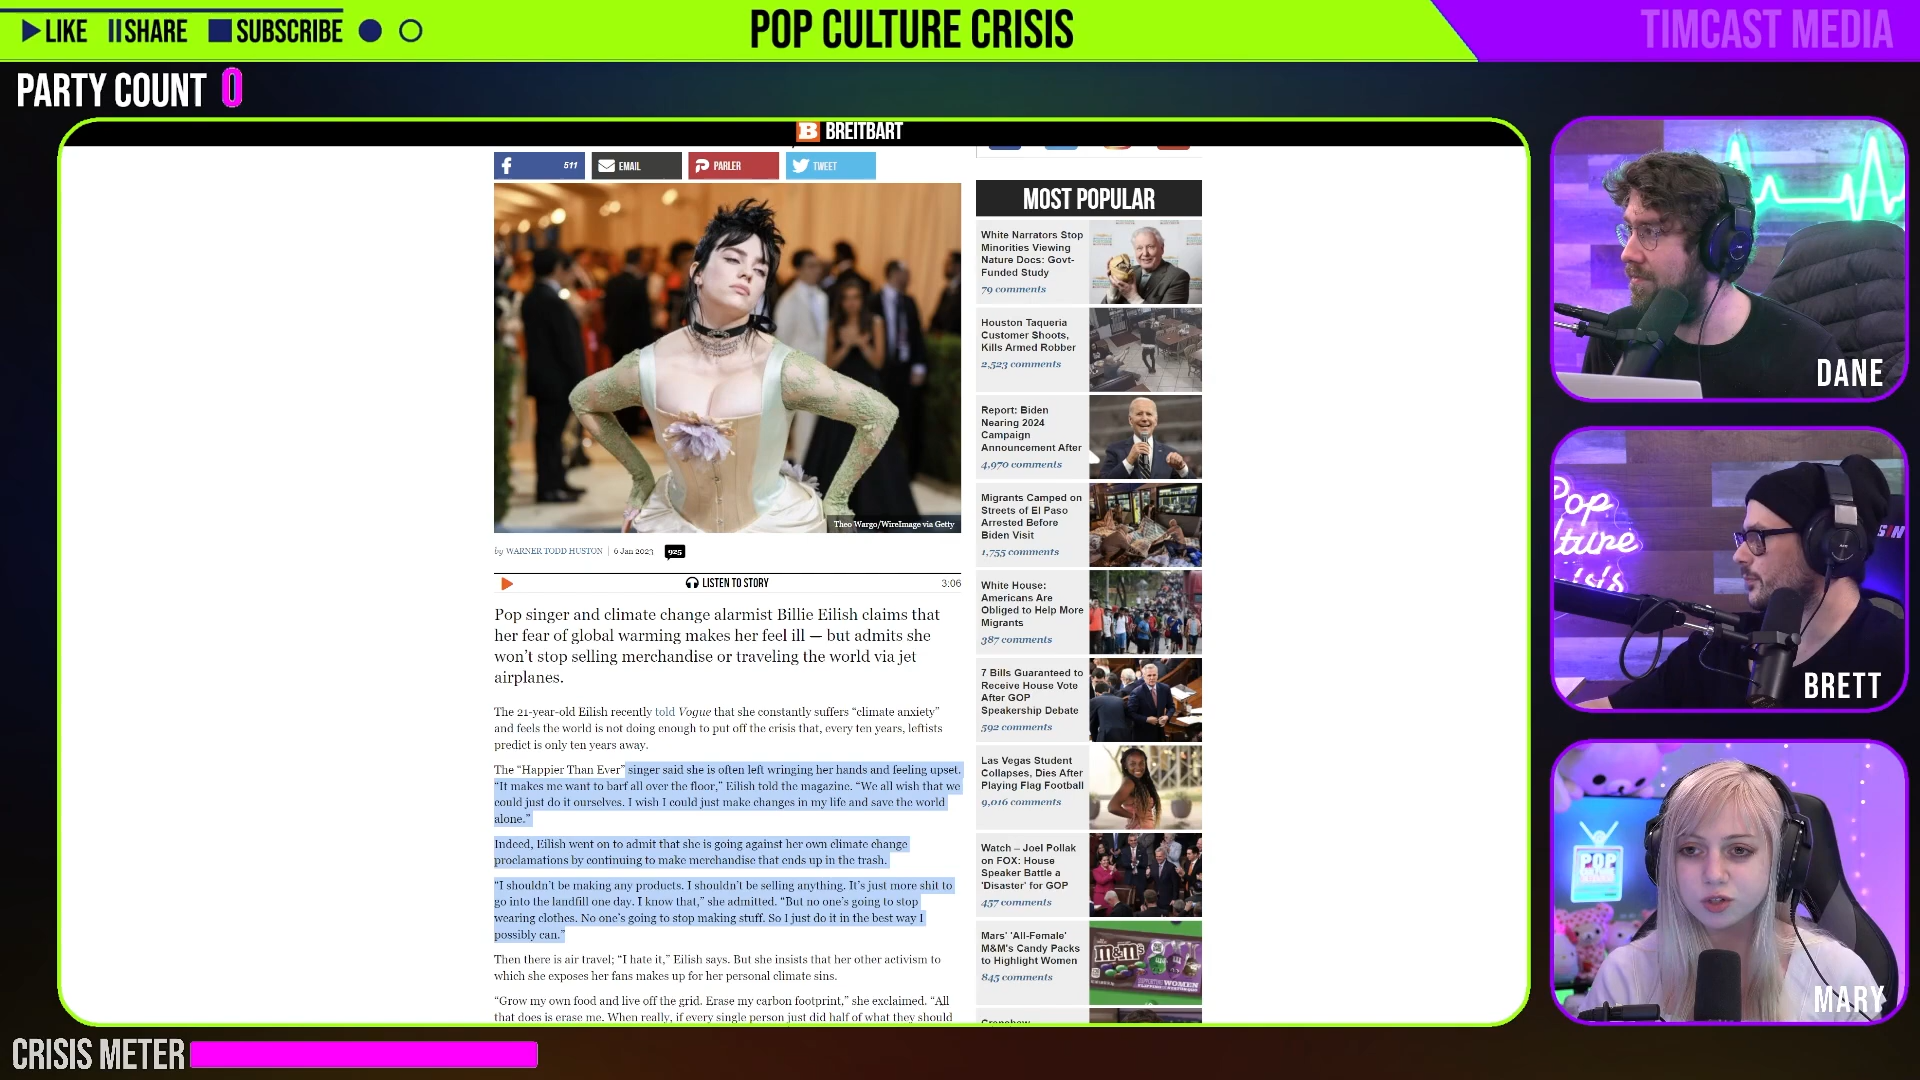 LIKE SHARE SUBSCRIBE
POP CULTURE CRISIS
TIMCAST MEDIA
PARTY COUNT 0
B BREITBART
511
EMAIL
PARLER
TWEET
Theo Wargo/WireImage via Getty
by WARNER TODD HUSTON | 6 Jan 2023 925
LISTEN TO STORY 3:06
Pop singer and climate change alarmist Billie Eilish claims that
her fear of global warming makes her feel ill — but admits she
won't stop selling merchandise or traveling the world via jet
airplanes.
The 21-year-old Eilish recently told Vogue that she constantly suffers "climate anxiety"
and feels the world is not doing enough to put off the crisis that, every ten years, leftists
predict is only ten years away.
The "Happier Than Ever" singer said she is often left wringing her hands and feeling upset.
"It makes me want to barf all over the floor," Eilish told the magazine. "We all wish that we
could just do it ourselves. I wish I could just make changes in my life and save the world
alone."
Indeed, Eilish went on to admit that she is going against her own climate change
proclamations by continuing to make merchandise that ends up in the trash.
"I shouldn't be making any products. I shouldn't be selling anything. It's just more shit to
go into the landfill one day. I know that," she admitted. "But no one's going to stop
wearing clothes. No one's going to stop making stuff. So I just do it in the best way I
possibly can."
Then there is air travel; "I hate it," Eilish says. But she insists that her other activism to
which she exposes her fans makes up for her personal climate sins.
"Grow my own food and live off the grid. Erase my carbon footprint," she exclaimed. "All
that does is erase me. When really, if every single person just did half of what they should
MOST POPULAR
White Narrators Stop
Minorities Viewing
Nature Docs: Govt-
Funded Study
79 comments
Houston Taqueria
Customer Shoots,
Kills Armed Robber
2,523 comments
Report: Biden
Nearing 2024
Campaign
Announcement After
4,970 comments
Migrants Camped on
Streets of El Paso
Arrested Before
Biden Visit
1,755 comments
White House:
Americans Are
Obliged to Help More
Migrants
387 comments
7 Bills Guaranteed to
Receive House Vote
After GOP
Speakership Debate
592 comments
Las Vegas Student
Collapses, Dies After
Playing Flag Football
9,016 comments
Watch – Joel Pollak
on FOX: House
Speaker Battle a
'Disaster' for GOP
457 comments
Mars' 'All-Female'
M&M's Candy Packs
to Highlight Women
845 comments
m&m's
WOMEN
DANE
Pop
BRETT
POP
MARY
CRISIS METER